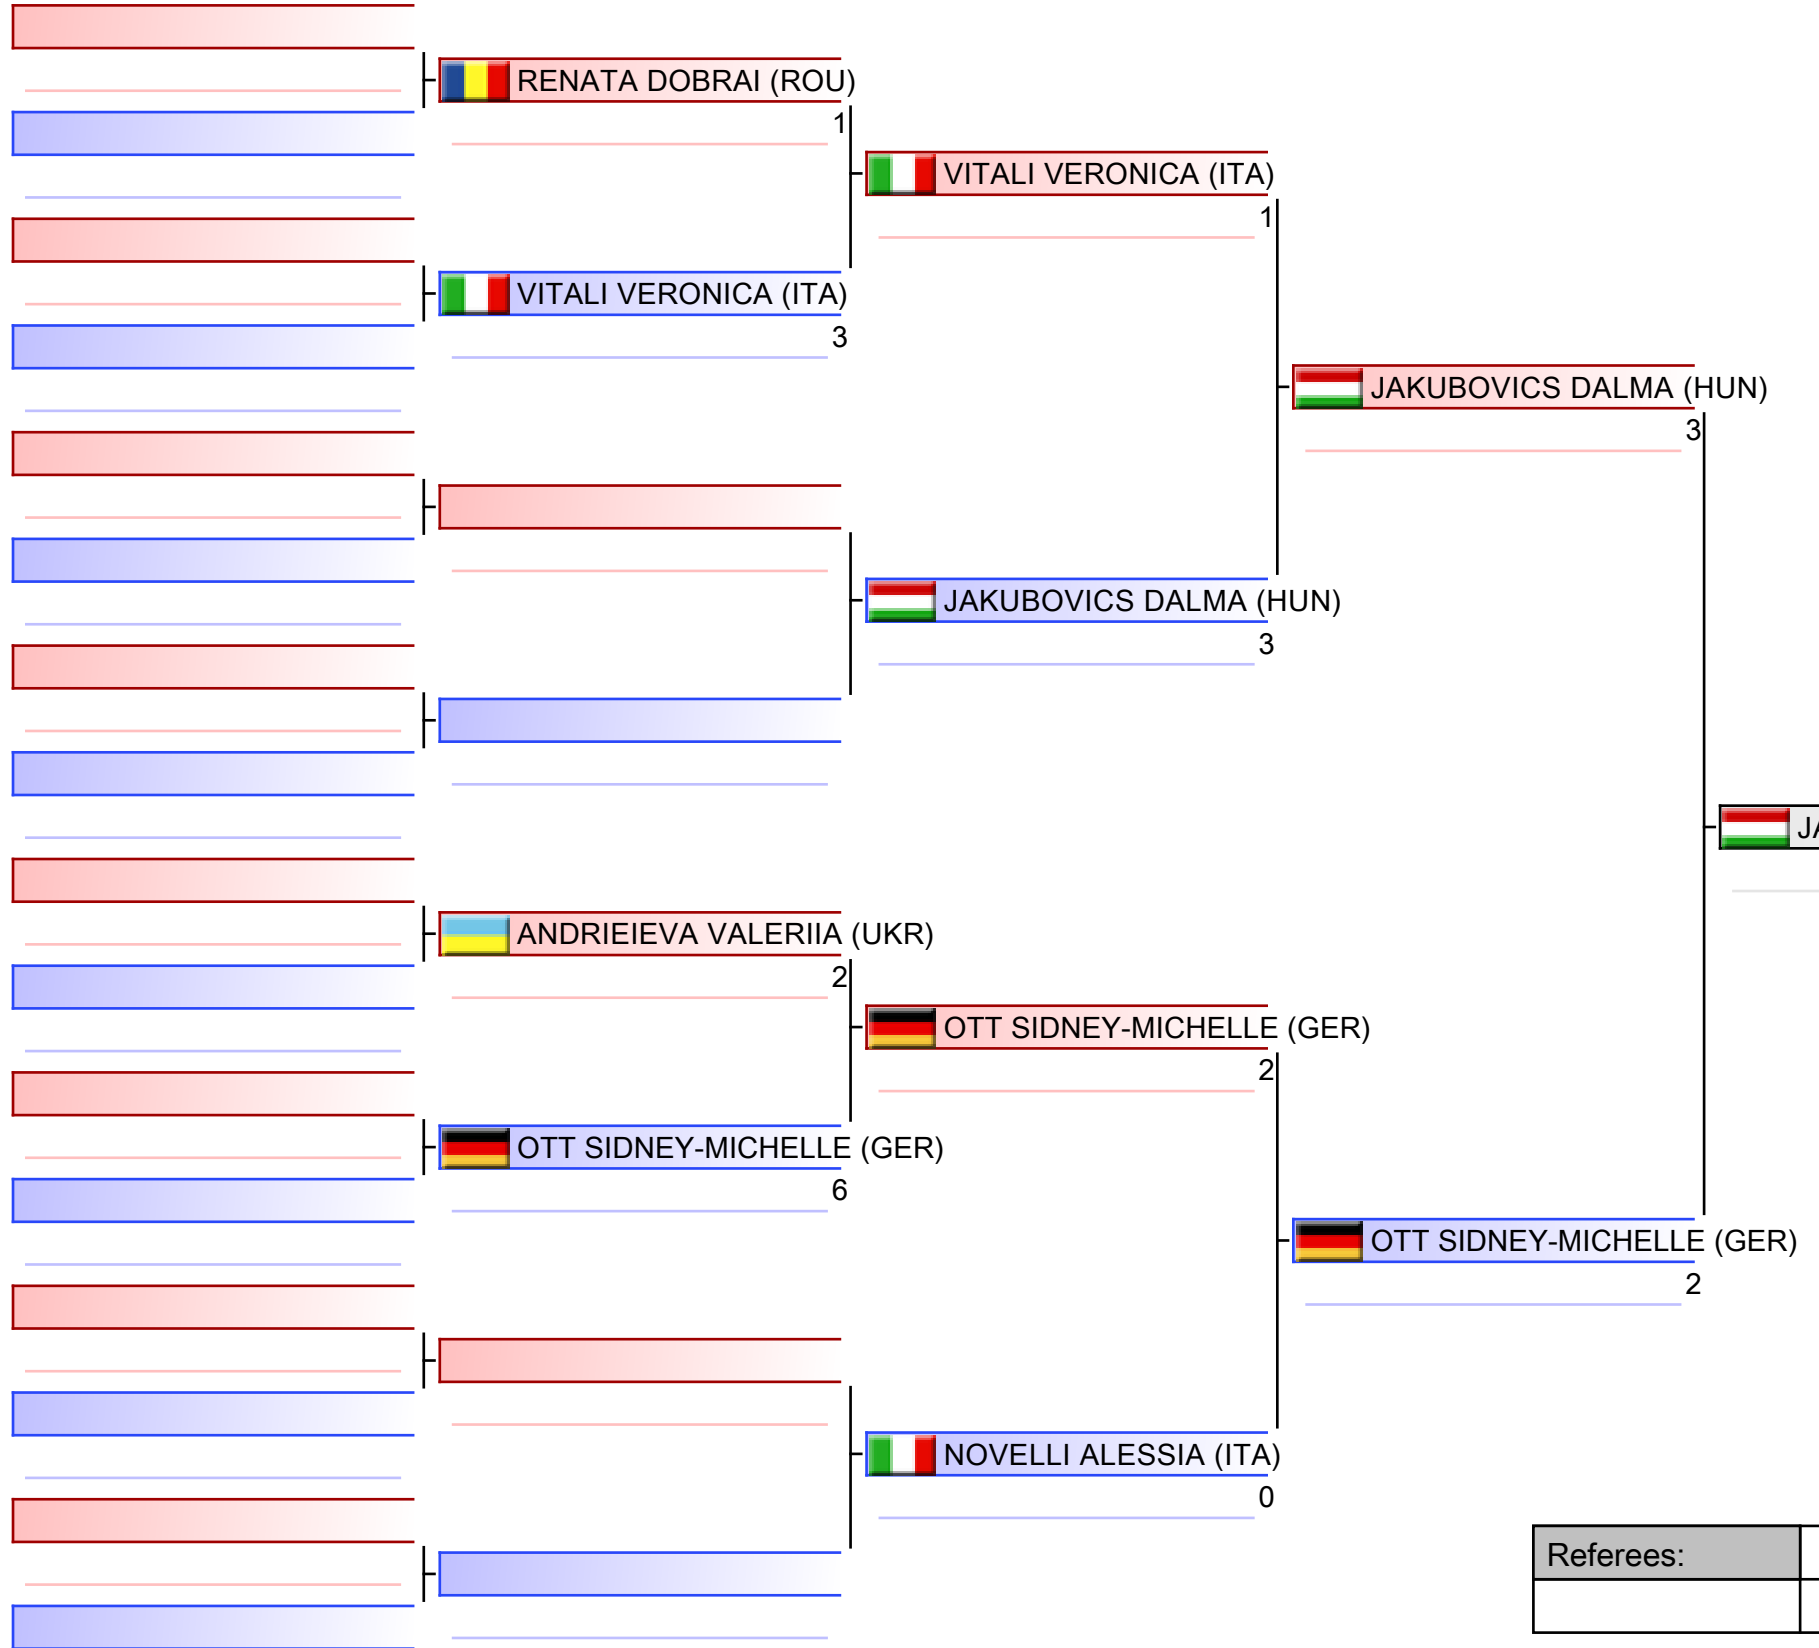 RENATA DOBRAI (ROU)
1
VITALI VERONICA (ITA)
1
VITALI VERONICA (ITA)
3
JAKUBOVICS DALMA (HUN)
3
JAKUBOVICS DALMA (HUN)
3
JA
ANDRIEIEVA VALERIIA (UKR)
2
OTT SIDNEY-MICHELLE (GER)
2
OTT SIDNEY-MICHELLE (GER)
6
OTT SIDNEY-MICHELLE (GER)
2
NOVELLI ALESSIA (ITA)
0
Referees: